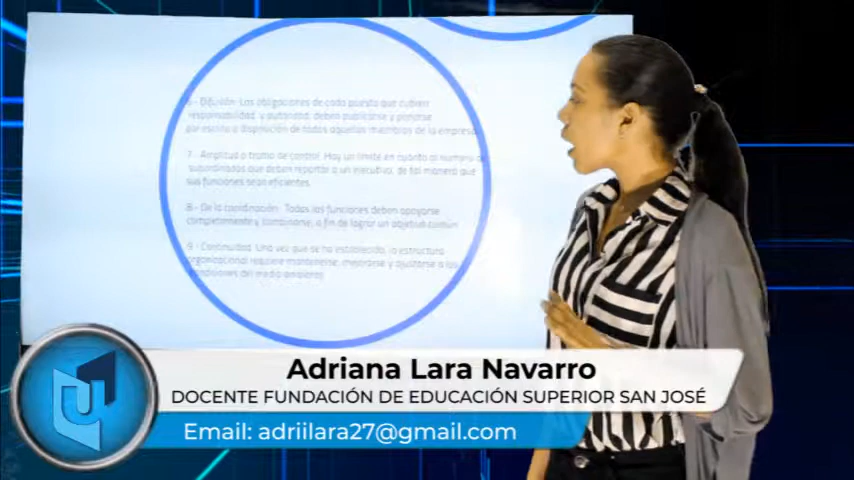 6 - Difusión: Las obligaciones de cada puesto que cubren
responsabilidad y autoridad, deben publicarse y ponerse
por escrito a disposición de todos aquellos miembros de la empresa
7 - Amplitud o tramo de control: Hay un límite en cuanto al número de
subordinados que deben reportar a un ejecutivo, de tal manera que
sus funciones sean eficientes.
8 - De la coordinación: Todas las funciones deben apoyarse
completamente y combinarse, a fin de lograr un objetivo común.
9 - Continuidad: Una vez que se ha establecido, la estructura
organizacional requiere mantenerse, mejorarse y ajustarse a las
condiciones del medio ambiente
Adriana Lara Navarro
DOCENTE FUNDACIÓN DE EDUCACIÓN SUPERIOR SAN JOSÉ
Email: adriilara27@gmail.com